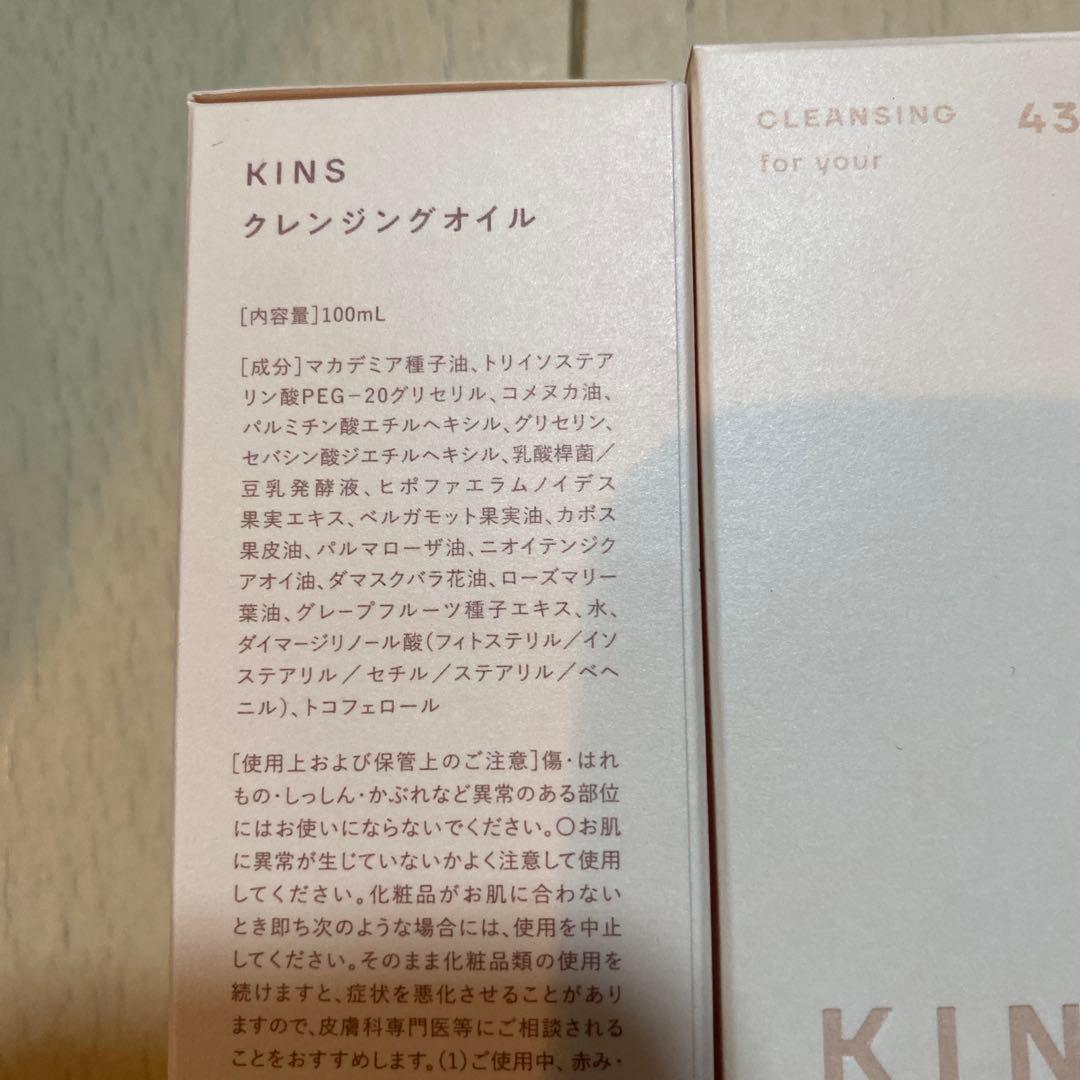 KINS
クレンジングオイル
[内容量]100mL
[成分]マカデミア種子油、トリイソステア
リン酸PEG−20グリセリル、コメヌカ油、
パルミチン酸エチルヘキシル、グリセリン、
セバシン酸ジエチルヘキシル、乳酸桿菌／
豆乳発酵液、ヒポファエラムノイデス
果実エキス、ベルガモット果実油、カボス
果皮油、パルマローザ油、ニオイテンジク
アオイ油、ダマスクバラ花油、ローズマリー
葉油、グレープフルーツ種子エキス、水、
ダイマージリノール酸(フィトステリル／イソ
ステアリル／セチル／ステアリル／ベヘ
ニル)、トコフェロール
[使用上および保管上のご注意]傷・はれ
もの・しっしん・かぶれなど異常のある部位
にはお使いにならないでください。〇お肌
に異常が生じていないかよく注意して使用
してください。化粧品がお肌に合わない
とき即ち次のような場合には、使用を中止
してください。そのまま化粧品類の使用を
続けますと、症状を悪化させることがあり
ますので、皮膚科専門医等にご相談される
ことをおすすめします。(1)ご使用中、赤み・
CLEANSING 43
for your
KIN